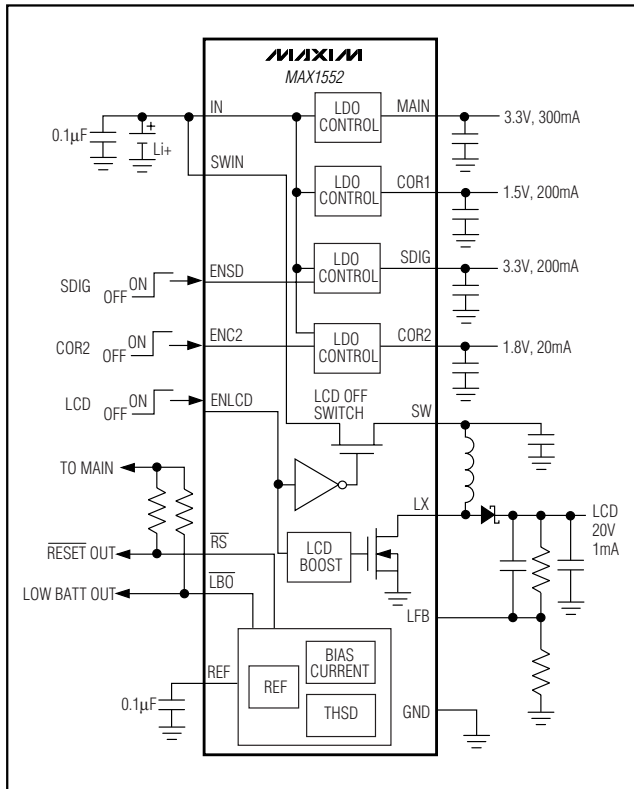 MAXIM
MAX1552
IN
LDO CONTROL
MAIN
3.3V, 300mA
0.1µF
+
Li+
SWIN
LDO CONTROL
COR1
1.5V, 200mA
SDIG
ON
OFF
ENSD
LDO CONTROL
SDIG
3.3V, 200mA
COR2
ON
OFF
ENC2
LDO CONTROL
COR2
1.8V, 20mA
LCD
ON
OFF
ENLCD
LCD OFF
SWITCH
SW
TO MAIN
LX
LCD
20V
1mA
RESET OUT
RS
LCD
BOOST
LOW BATT OUT
LBO
LFB
REF
0.1µF
REF
BIAS
CURRENT
THSD
GND